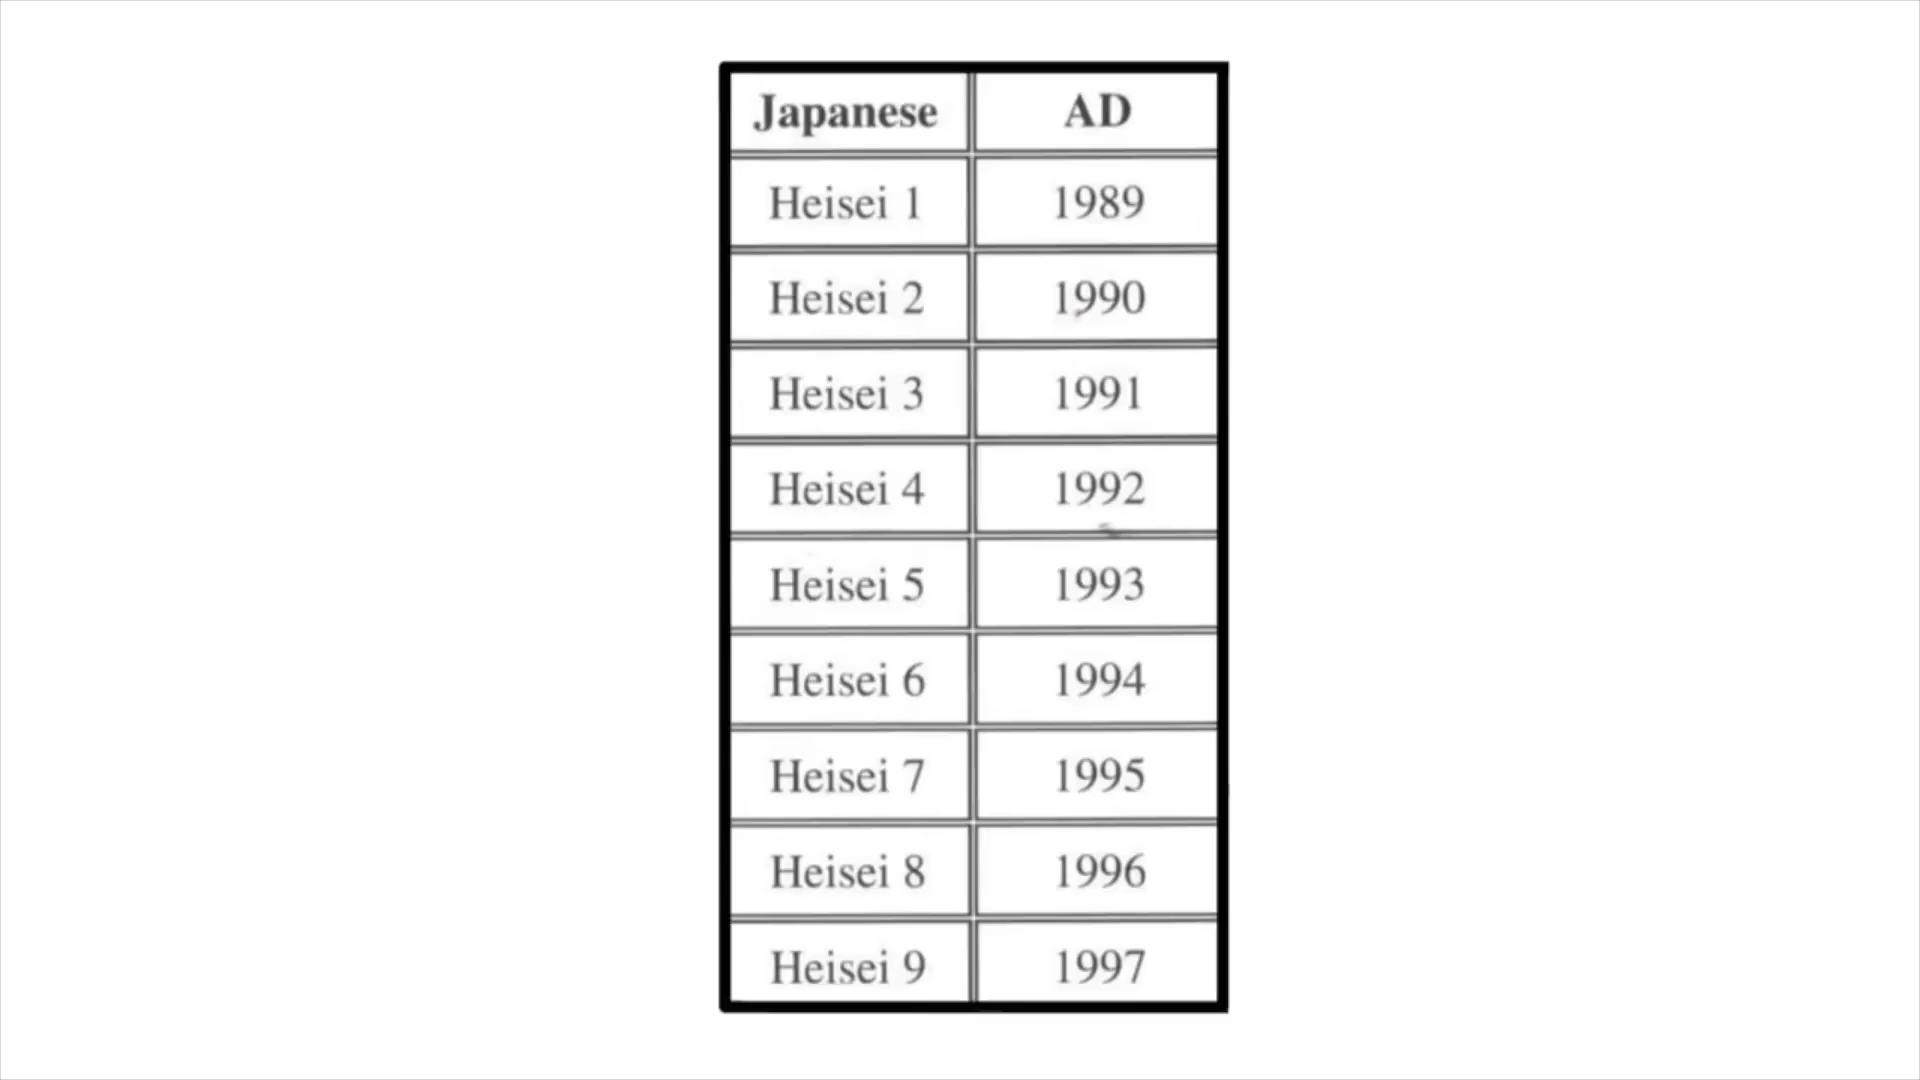 Japanese AD
Heisei 1 1989
Heisei 2 1990
Heisei 3 1991
Heisei 4 1992
Heisei 5 1993
Heisei 6 1994
Heisei 7 1995
Heisei 8 1996
Heisei 9 1997